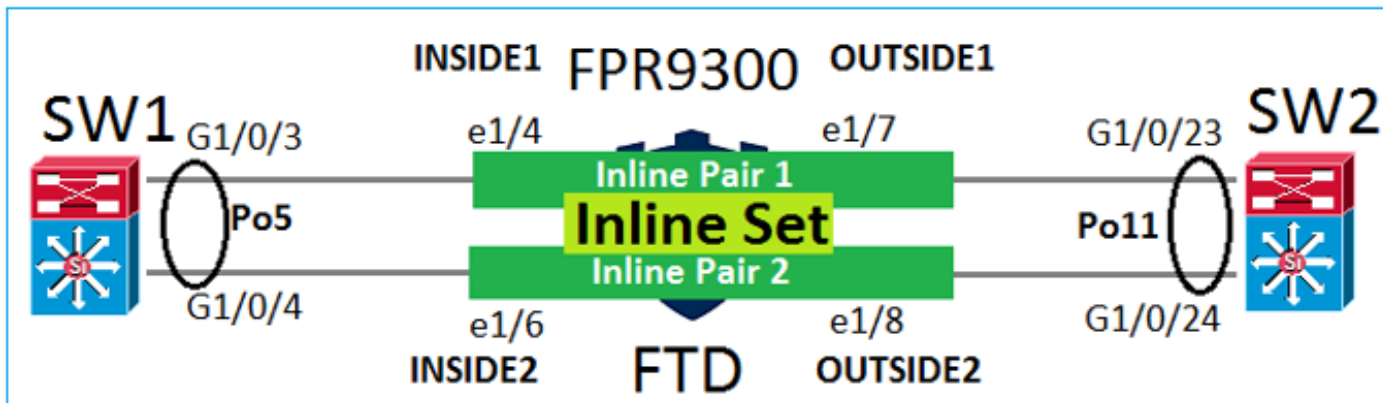 INSIDE1 FPR9300 OUTSIDE1
SW1 SW2
G1/0/3 e1/4 e1/7 G1/0/23
Inline Pair 1
Po5 Inline Set Po11
Inline Pair 2
Si Si
G1/0/4 e1/6 e1/8 G1/0/24
INSIDE2 FTD OUTSIDE2